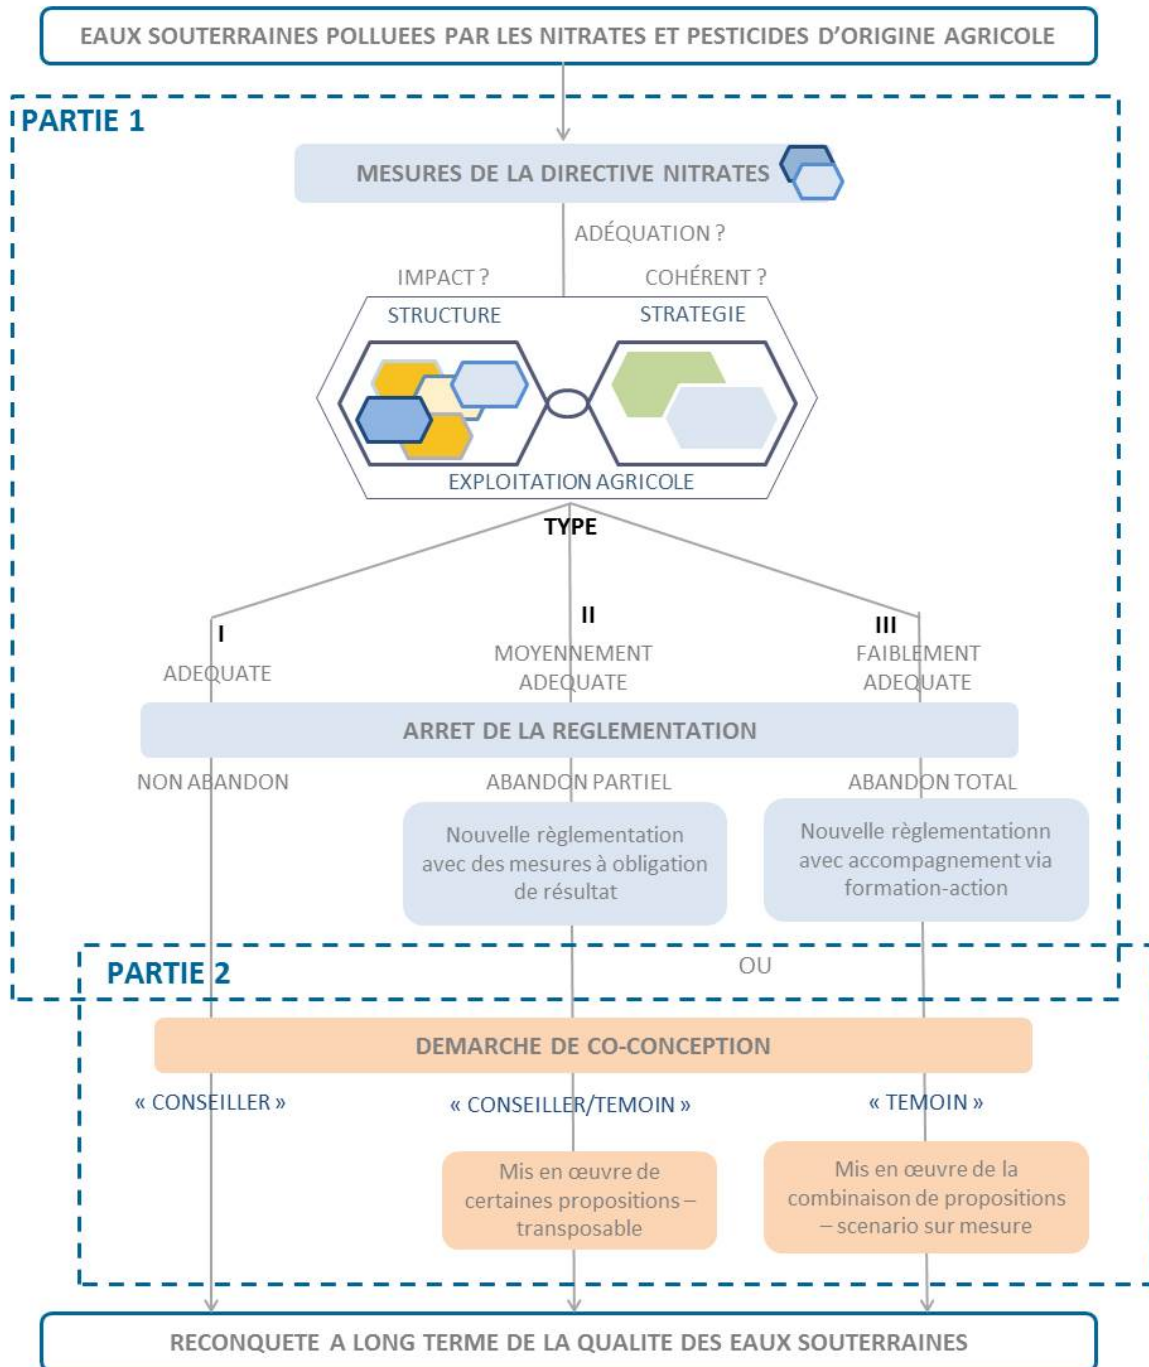 EAUX SOUTERRAINES POLLUEES PAR LES NITRATES ET PESTICIDES D'ORIGINE AGRICOLE
PARTIE 1
MESURES DE LA DIRECTIVE NITRATES
ADÉQUATION ?
IMPACT ?
COHÉRENT ?
STRUCTURE
STRATEGIE
EXPLOITATION AGRICOLE
TYPE
I
ADEQUATE
II
MOYENNEMENT
ADEQUATE
III
FAIBLEMENT
ADEQUATE
ARRET DE LA REGLEMENTATION
NON ABANDON
ABANDON PARTIEL
ABANDON TOTAL
Nouvelle règlementation
avec des mesures à obligation
de résultat
Nouvelle règlementationn
avec accompagnement via
formation-action
PARTIE 2
OU
DEMARCHE DE CO-CONCEPTION
« CONSEILLER »
« CONSEILLER/TEMOIN »
« TEMOIN »
Mis en œuvre de
certaines propositions –
transposable
Mis en œuvre de la
combinaison de propositions
– scenario sur mesure
RECONQUETE A LONG TERME DE LA QUALITE DES EAUX SOUTERRAINES